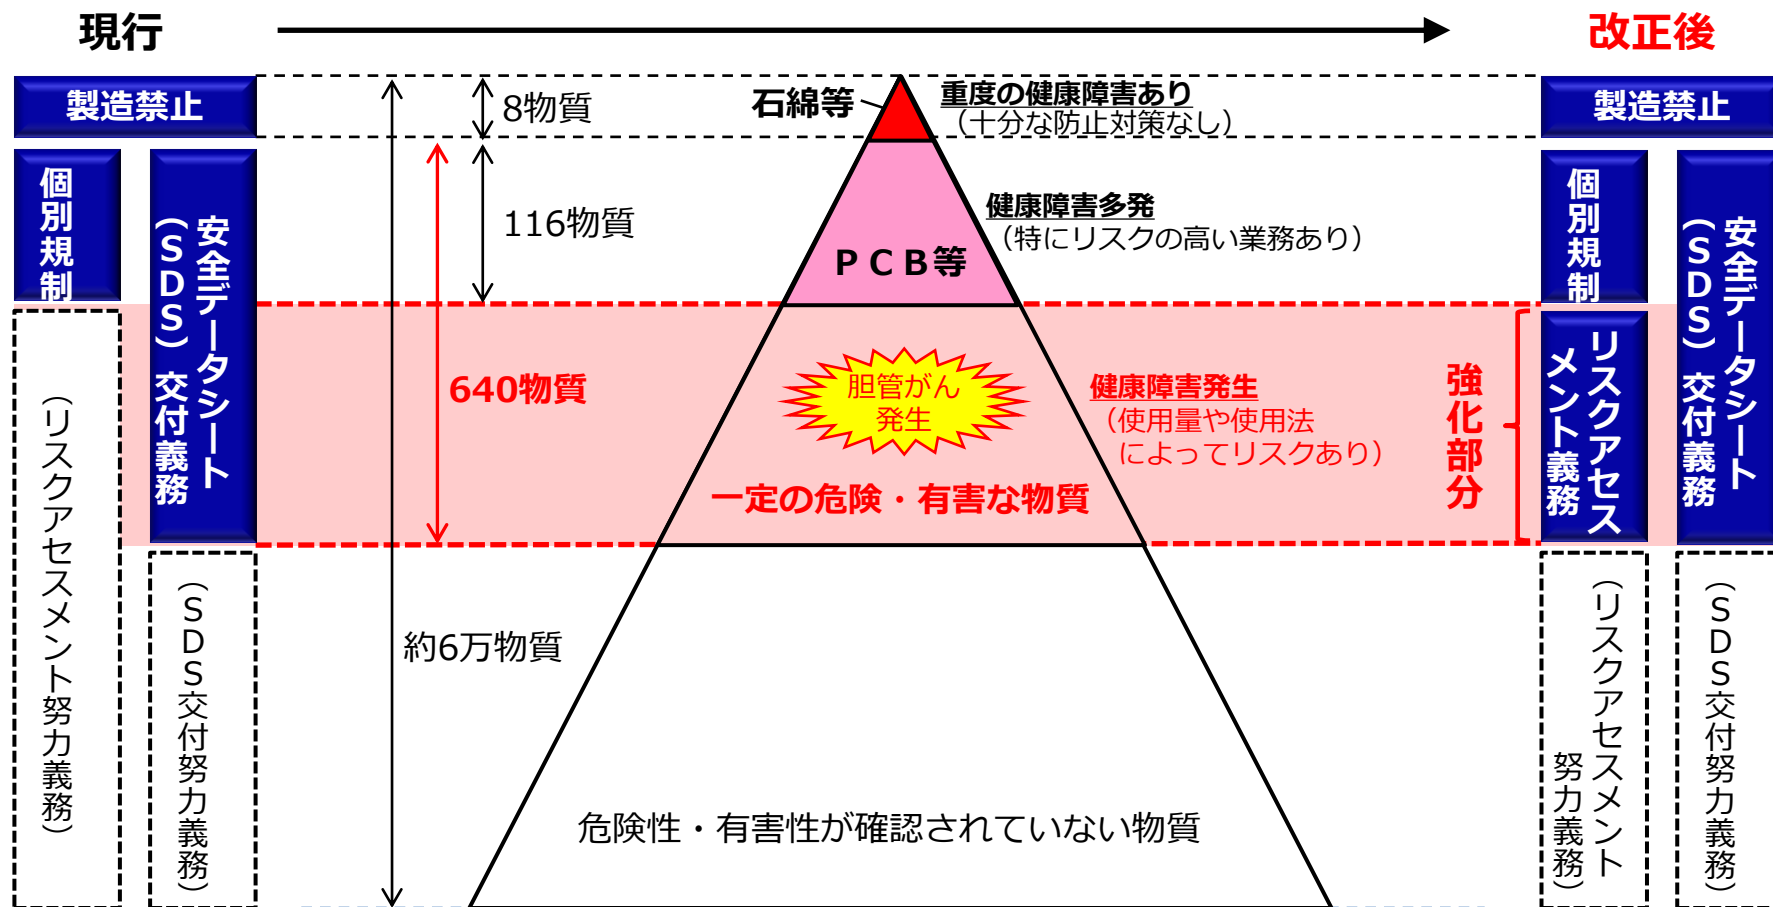 現行
改正後
製造禁止
個別規制
安全データシート
（ＳＤＳ）交付義務
（リスクアセスメント努力義務）
（ＳＤＳ交付努力義務）
8物質
116物質
640物質
約6万物質
石綿等
重度の健康障害あり
（十分な防止対策なし）
ＰＣＢ等
健康障害多発
（特にリスクの高い業務あり）
胆管がん
発生
一定の危険・有害な物質
健康障害発生
（使用量や使用法
によってリスクあり）
危険性・有害性が確認されていない物質
強化部分
製造禁止
個別規制
リスクアセス
メント義務
安全データシート
（ＳＤＳ）交付義務
（リスクアセスメント
努力義務）
（ＳＤＳ交付努力義務）